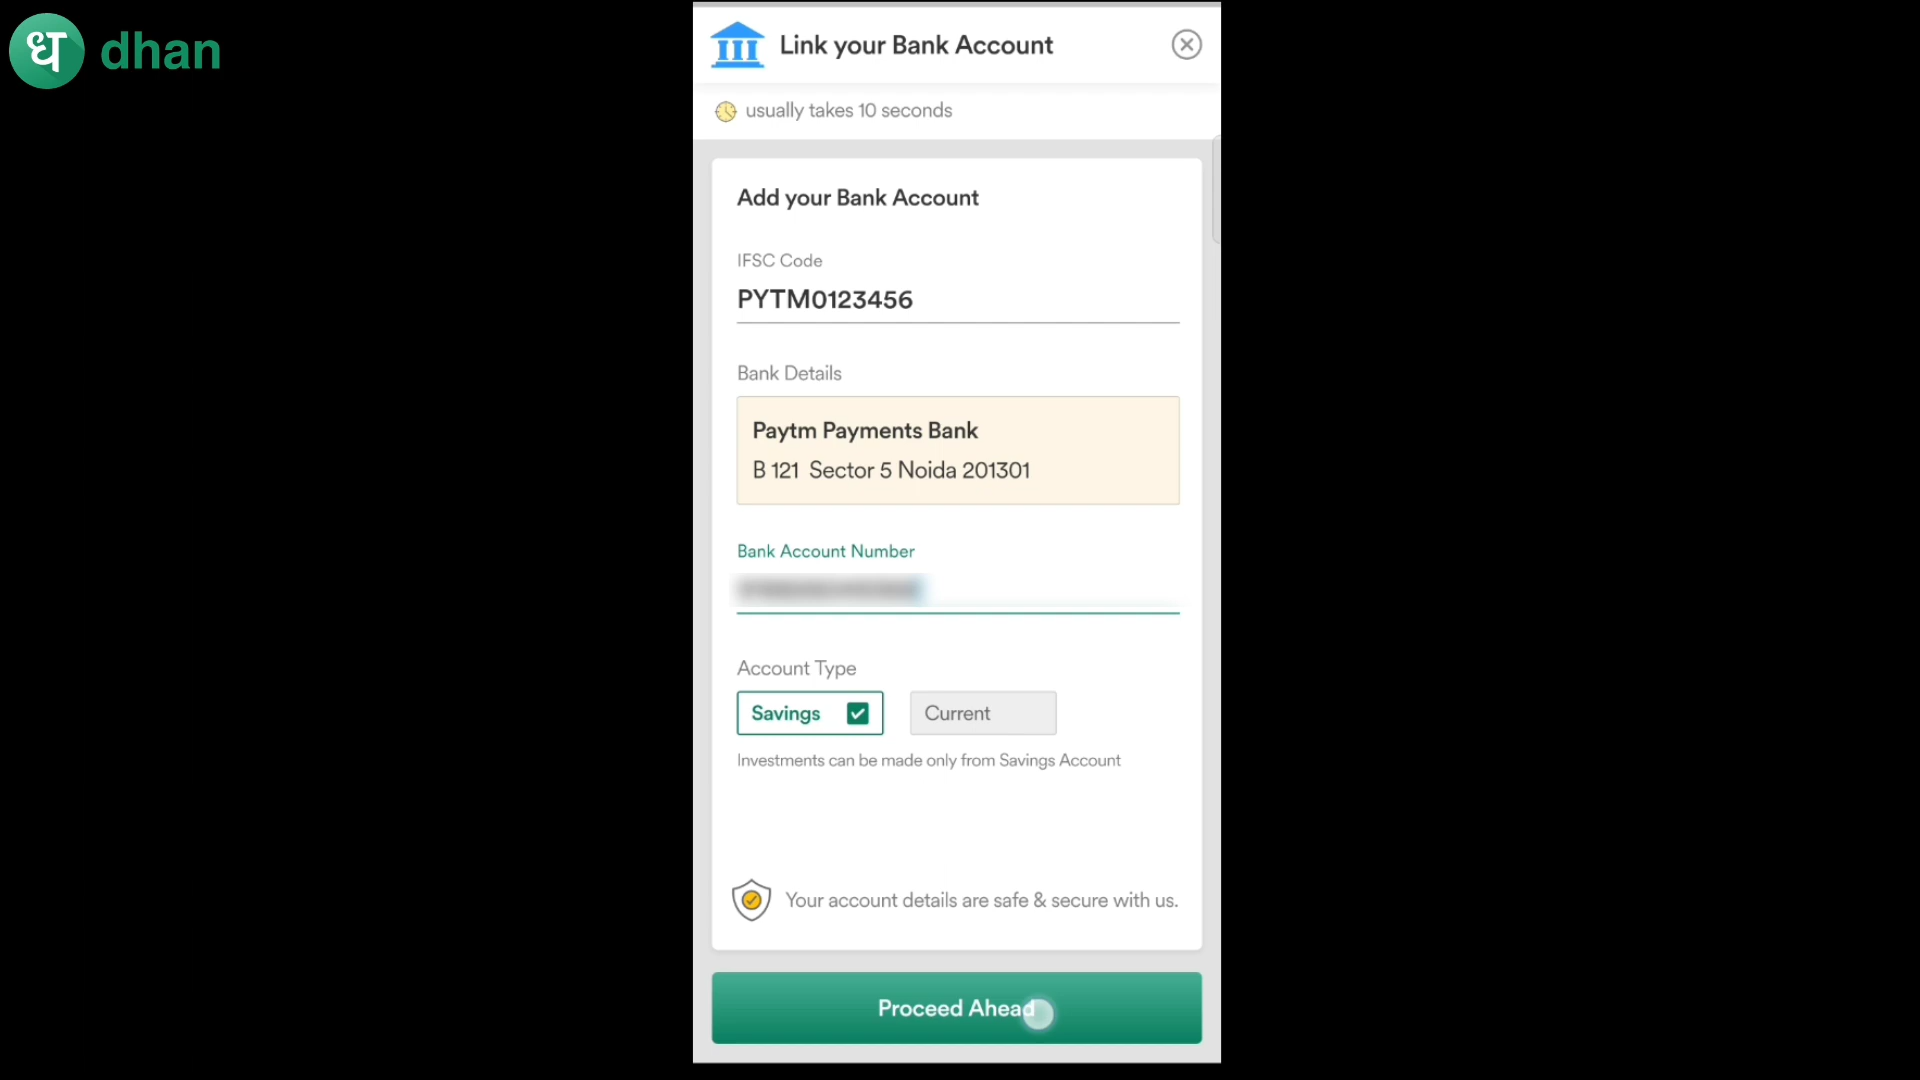 ध dhan
Link your Bank Account
usually takes 10 seconds
Add your Bank Account
IFSC Code
PYTM0123456
Bank Details
Paytm Payments Bank
B 121 Sector 5 Noida 201301
Bank Account Number
Account Type
Savings Current
Investments can be made only from Savings Account
Your account details are safe & secure with us.
Proceed Ahead